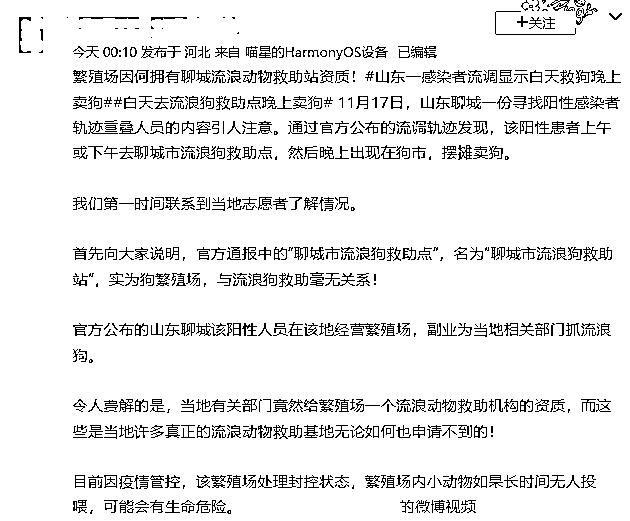 +关注
今天 00:10 发布于 河北 来自 喵星的HarmonyOS设备 已编辑
繁殖场因何拥有聊城流浪动物救助站资质！#山东一感染者流调显示白天救狗晚上
卖狗##白天去流浪狗救助点晚上卖狗# 11月17日，山东聊城一份寻找阳性感染者
轨迹重叠人员的内容引人注意。通过官方公布的流调轨迹发现，该阳性患者上午
或下午去聊城市流浪狗救助点，然后晚上出现在狗市，摆摊卖狗。
我们第一时间联系到当地志愿者了解情况。
首先向大家说明，官方通报中的“聊城市流浪狗救助点”，名为“聊城市流浪狗救助
站”，实为狗繁殖场，与流浪狗救助毫无关系！
官方公布的山东聊城该阳性人员在该地经营繁殖场，副业为当地相关部门抓流浪
狗。
令人费解的是，当地有关部门竟然给繁殖场一个流浪动物救助机构的资质，而这
些是当地许多真正的流浪动物救助基地无论如何也申请不到的！
目前因疫情管控，该繁殖场处理封控状态，繁殖场内小动物如果长时间无人投
喂，可能会有生命危险。 的微博视频